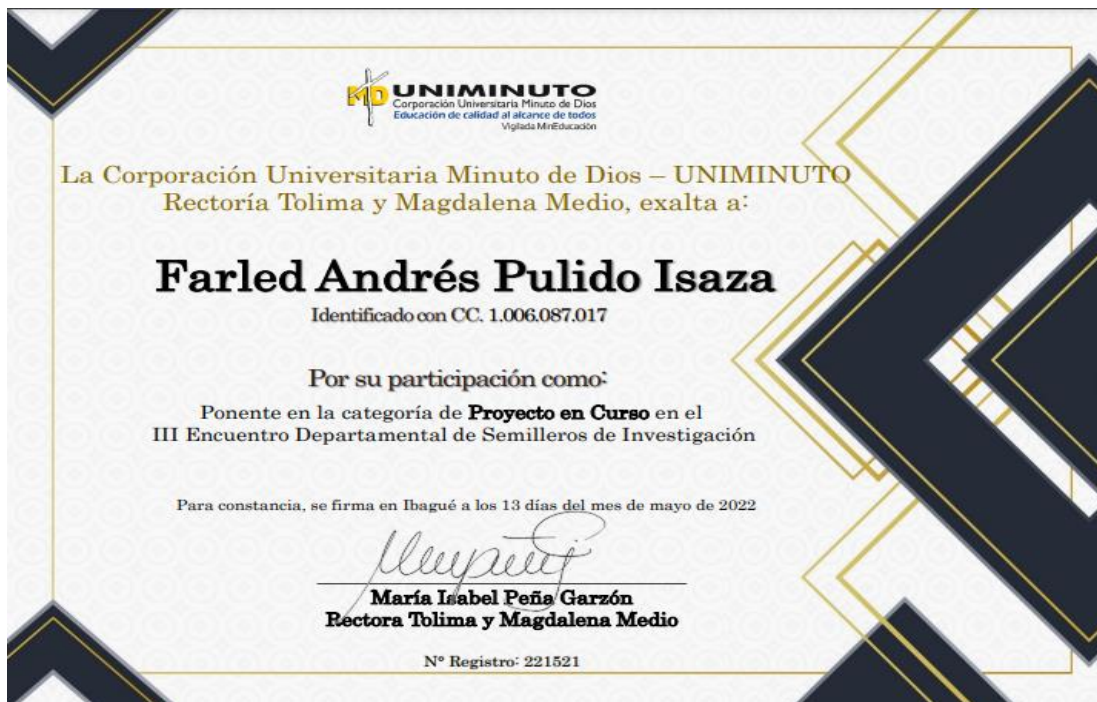 UNIMINUTO
Corporación Universitaria Minuto de Dios
Educación de calidad al alcance de todos
Vigilada MinEducación
La Corporación Universitaria Minuto de Dios – UNIMINUTO
Rectoría Tolima y Magdalena Medio, exalta a:
Farled Andrés Pulido Isaza
Identificado con CC. 1.006.087.017
Por su participación como:
Ponente en la categoría de Proyecto en Curso en el
III Encuentro Departamental de Semilleros de Investigación
Para constancia, se firma en Ibagué a los 13 días del mes de mayo de 2022
María Isabel Peña Garzón
Rectora Tolima y Magdalena Medio
N° Registro: 221521